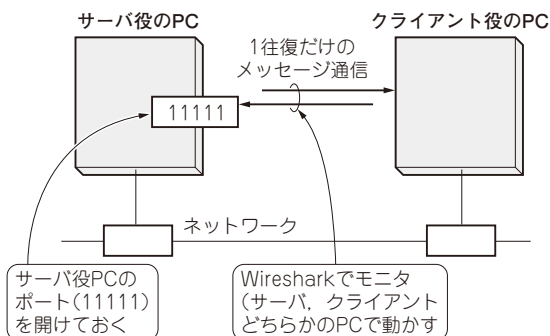 サーバ役のPC
クライアント役のPC
1往復だけの
メッセージ通信
11111
ネットワーク
サーバ役PCの
ポート(11111)
を開けておく
Wiresharkでモニタ
(サーバ，クライアント
どちらかのPCで動かす